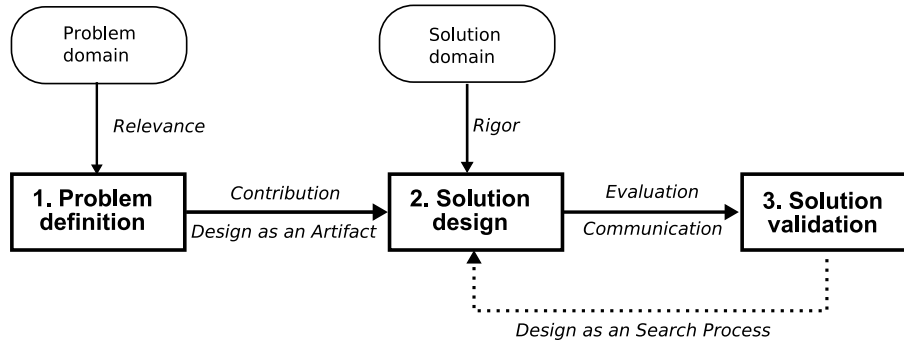 Problem
domain
Solution
domain
Relevance
Rigor
1. Problem
definition
Contribution
Design as an Artifact
2. Solution
design
Evaluation
Communication
3. Solution
validation
Design as an Search Process